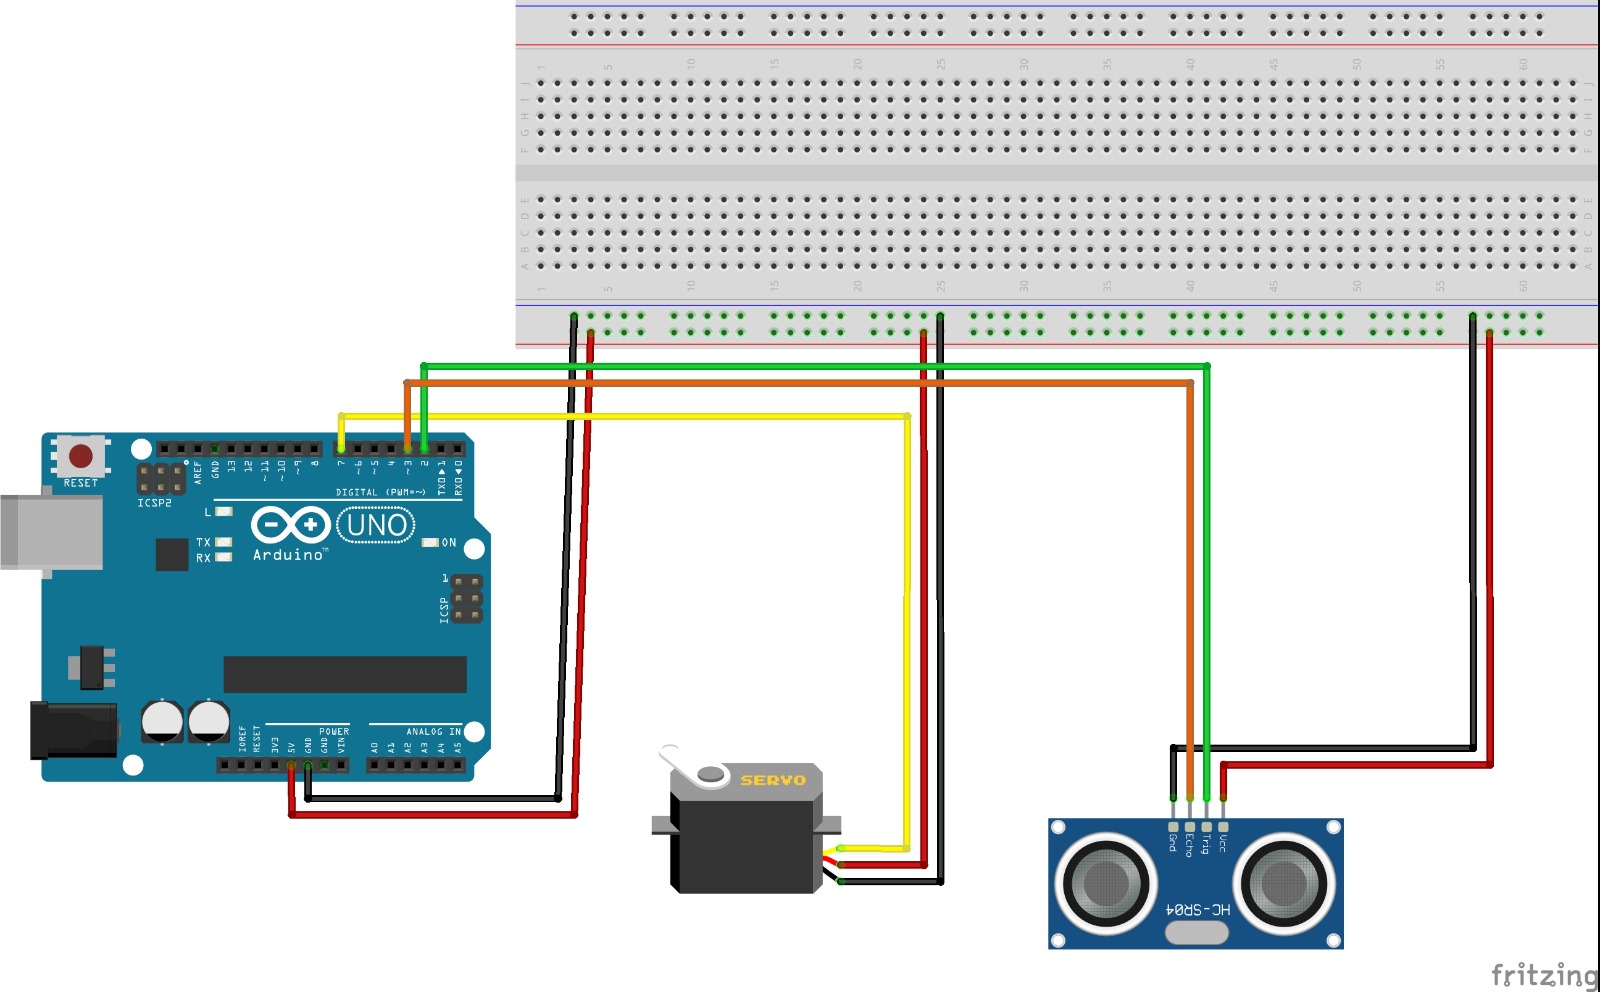 1 5 10 15 20 25 30 35 40 45 50 55 60
J J
I I
H H
G G
F F
E E
D D
C C
B B
A A
1 5 10 15 20 25 30 35 40 45 50 55 60
RESET
ICSP2
AREF
GND
13
12
~11
~10
~9
8
7
~6
~5
4
~3
2
TXD▲1
RXD▼0
DIGITAL (PWM=~)
L
TX
RX
Arduino™
UNO
ON
1
ICSP
IOREF
RESET
3V3
5V
GND
GND
VIN
POWER
ANALOG IN
A0
A1
A2
A3
A4
A5
SERVO
Gnd
Echo
Trig
Vcc
HC-SR04
fritzing